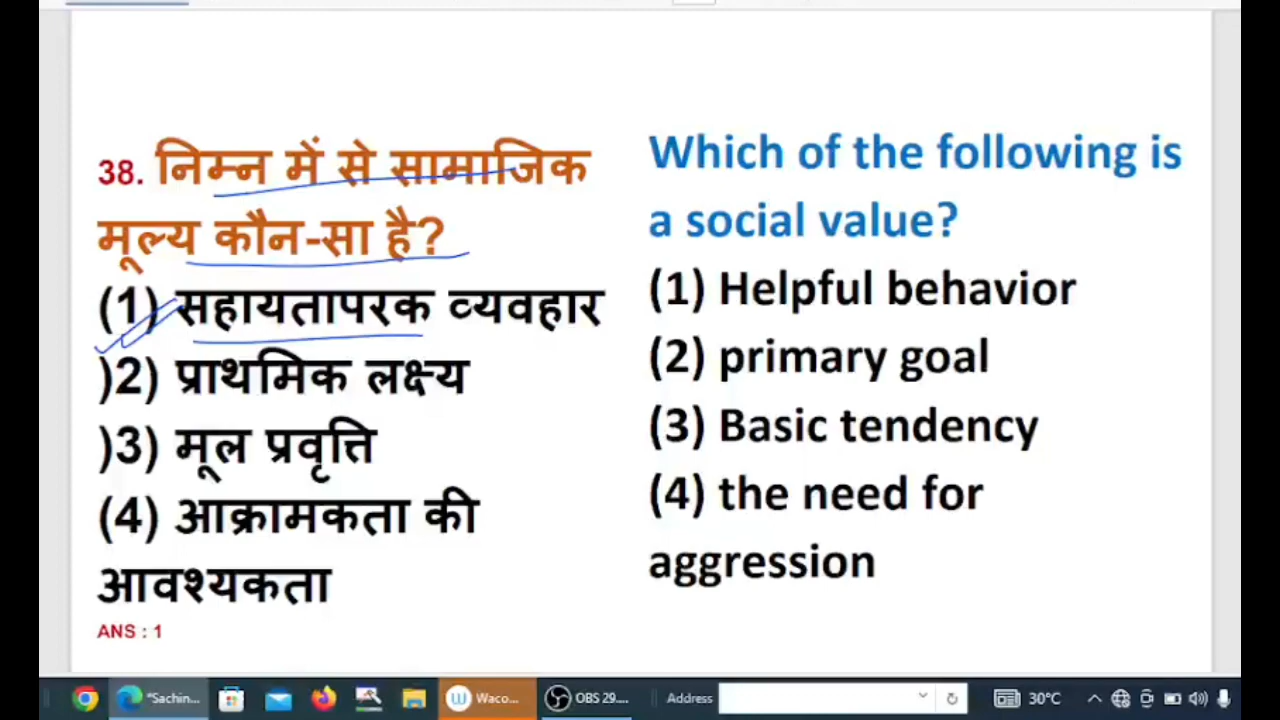 38. निम्न में से सामाजिक
मूल्य कौन-सा है?
(1) सहायतापरक व्यवहार
)2) प्राथमिक लक्ष्य
)3) मूल प्रवृत्ति
(4) आक्रामकता की
आवश्यकता
ANS : 1
Which of the following is
a social value?
(1) Helpful behavior
(2) primary goal
(3) Basic tendency
(4) the need for
aggression
"Sachin... Waco... OBS 29.... Address 30°C